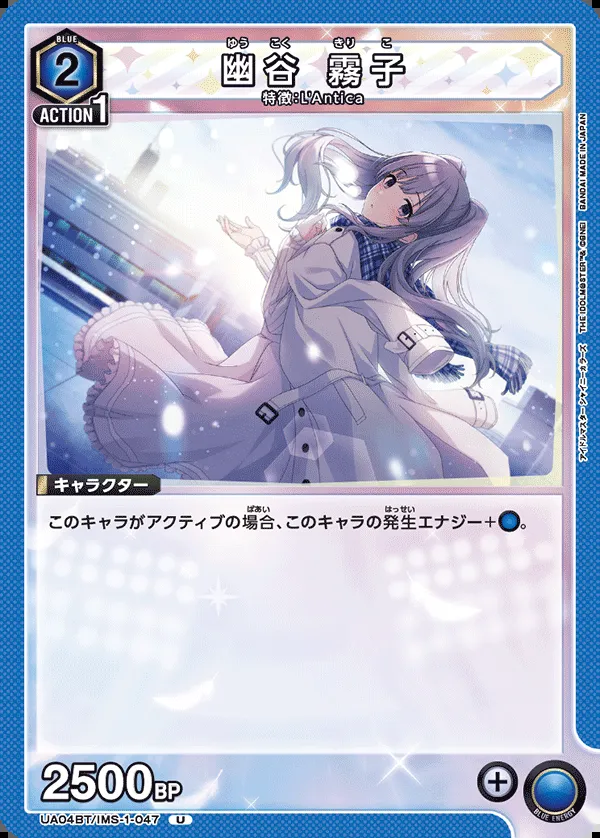 BLUE
2
ACTION 1
ゆう こく きり こ
幽谷 霧子
特徴:L'Antica
キャラクター
ばあい はっせい
このキャラがアクティブの場合、このキャラの発生エナジー+。
2500BP
UA04BT/IMS-1-047 U
+
BLUE ENERGY
アイドルマスター シャイニーカラーズ THE IDOLM@STER™& ©BNEI BANDAI MADE IN JAPAN